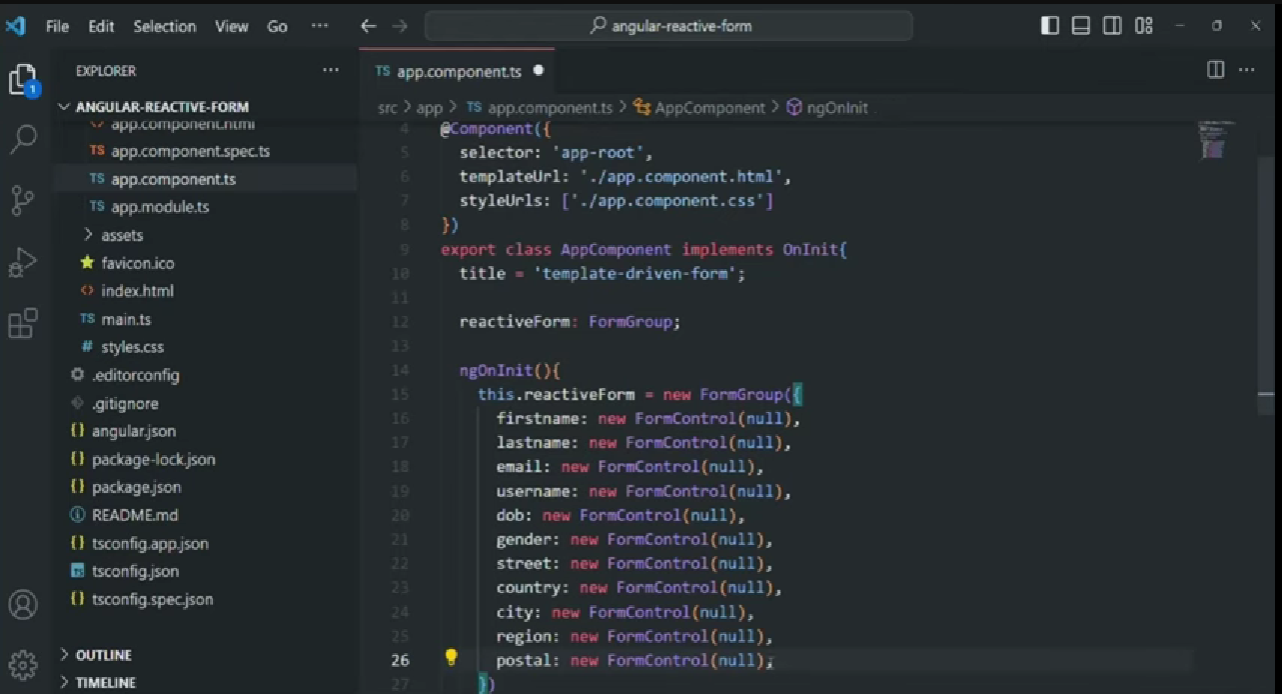 File Edit Selection View Go ··· angular-reactive-form
EXPLORER ···
1
ANGULAR-REACTIVE-FORM
app.component.html
TS app.component.spec.ts
TS app.component.ts
TS app.module.ts
assets
favicon.ico
<> index.html
TS main.ts
# styles.css
.editorconfig
.gitignore
{} angular.json
{} package-lock.json
{} package.json
README.md
{} tsconfig.app.json
TS tsconfig.json
{} tsconfig.spec.json
OUTLINE
TIMELINE
TS app.component.ts
src > app > TS app.component.ts > AppComponent > ngOnInit
4 @Component({
5 selector: 'app-root',
6 templateUrl: './app.component.html',
7 styleUrls: ['./app.component.css']
8 })
9 export class AppComponent implements OnInit{
10 title = 'template-driven-form';
11
12 reactiveForm: FormGroup;
13
14 ngOnInit(){
15 this.reactiveForm = new FormGroup({
16 firstname: new FormControl(null),
17 lastname: new FormControl(null),
18 email: new FormControl(null),
19 username: new FormControl(null),
20 dob: new FormControl(null),
21 gender: new FormControl(null),
22 street: new FormControl(null),
23 country: new FormControl(null),
24 city: new FormControl(null),
25 region: new FormControl(null),
26 postal: new FormControl(null),
27 })